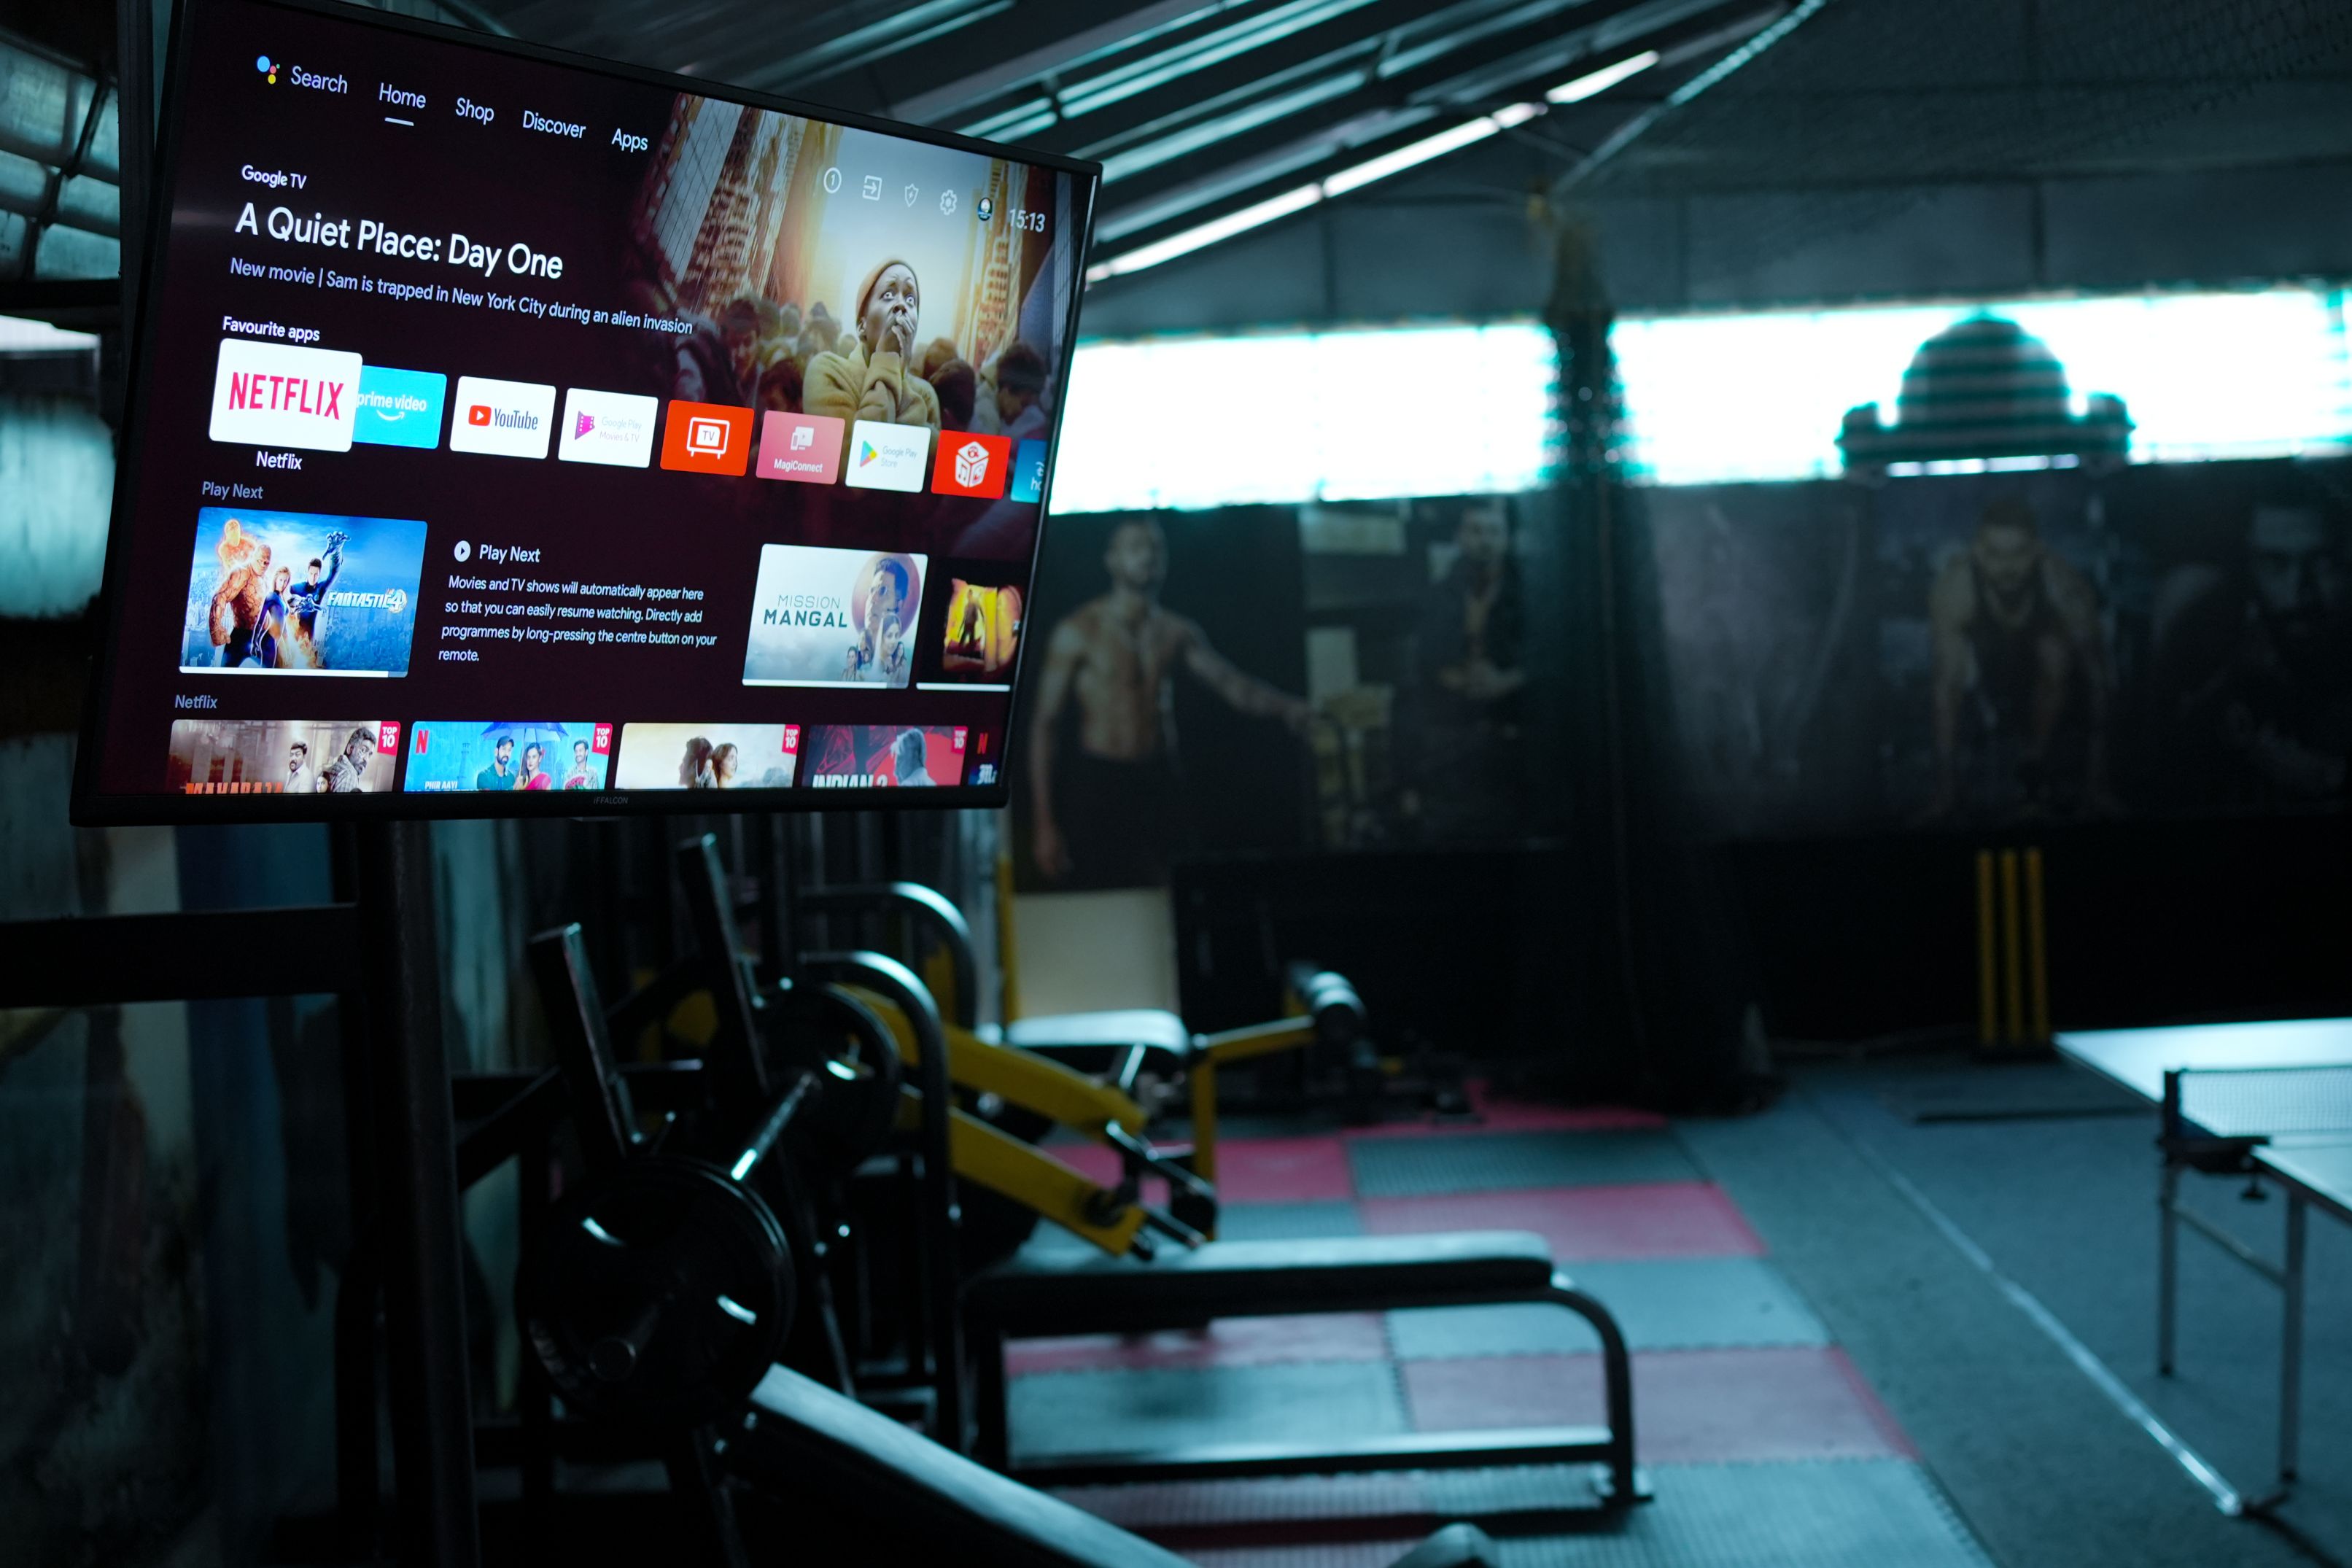 Search Home Shop Discover Apps
15:13
Google TV
A Quiet Place: Day One
New movie | Sam is trapped in New York City during an alien invasion
Favourite apps
NETFLIX
prime video
YouTube
Google Play
Movies & TV
TV
MagiConnect
Google Play
Store
Netflix
Play Next
FANTASTIC 4
Play Next
Movies and TV shows will automatically appear here
so that you can easily resume watching. Directly add
programmes by long-pressing the centre button on your
remote.
MISSION
MANGAL
Netflix
TOP
10
N
PHIR AAYI
TOP
10
TOP
10
INDIAN 2
TOP
10
N
iFFALCON